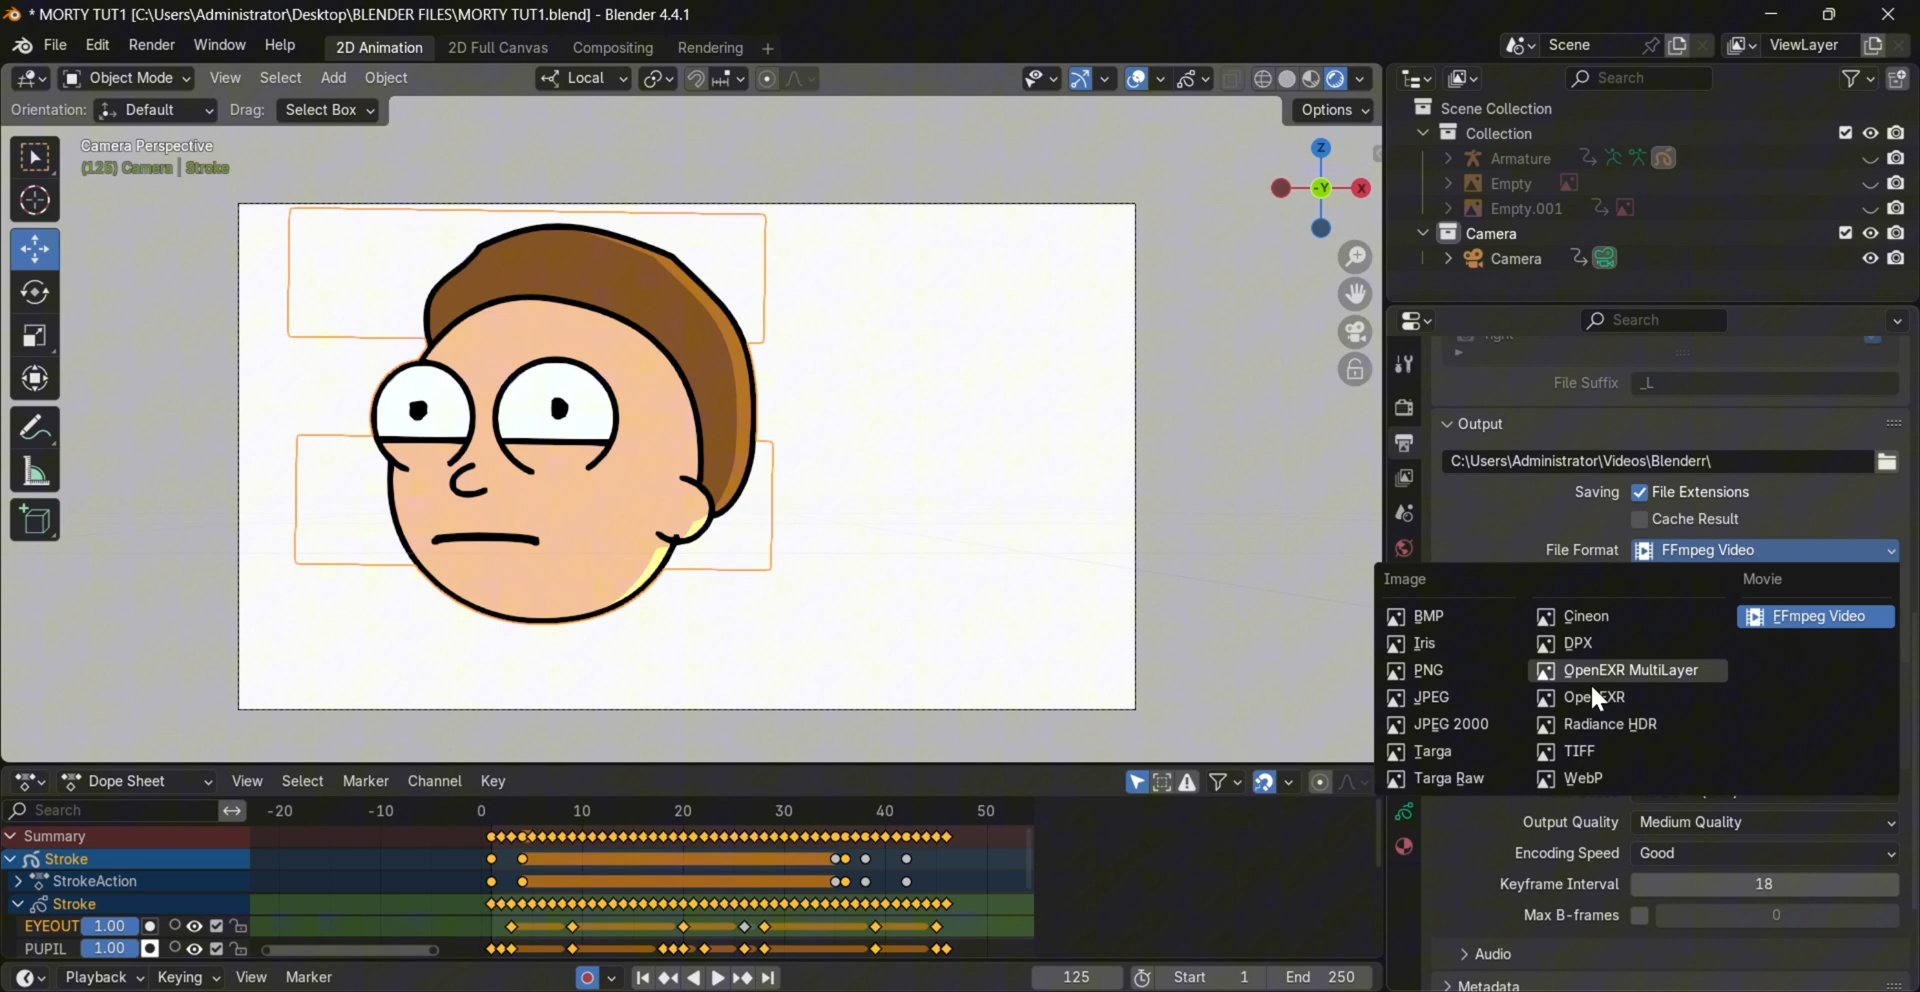 * MORTY TUT1 [C:\Users\Administrator\Desktop\BLENDER FILES\MORTY TUT1.blend] - Blender 4.4.1
File Edit Render Window Help 2D Animation 2D Full Canvas Compositing Rendering + Scene ViewLayer
Object Mode View Select Add Object Local Search
Orientation: Default Drag: Select Box Options
Scene Collection
Collection
Armature
Empty
Empty.001
Camera
Camera
Camera Perspective
(125) Camera | Stroke
Z
-Y X
Search
File Suffix _L
Output
C:\Users\Administrator\Videos\Blenderr\
Saving File Extensions
Cache Result
File Format FFmpeg Video
Image Movie
BMP Cineon FFmpeg Video
Iris DPX
PNG OpenEXR MultiLayer
JPEG OpenEXR
JPEG 2000 Radiance HDR
Targa TIFF
Targa Raw WebP
Output Quality Medium Quality
Encoding Speed Good
Keyframe Interval 18
Max B-frames 0
Audio
Metadata
Dope Sheet View Select Marker Channel Key
Search -20 -10 0 10 20 30 40 50
Summary
Stroke
StrokeAction
Stroke
EYEOUT 1.00
PUPIL 1.00
Playback Keying View Marker 125 Start 1 End 250